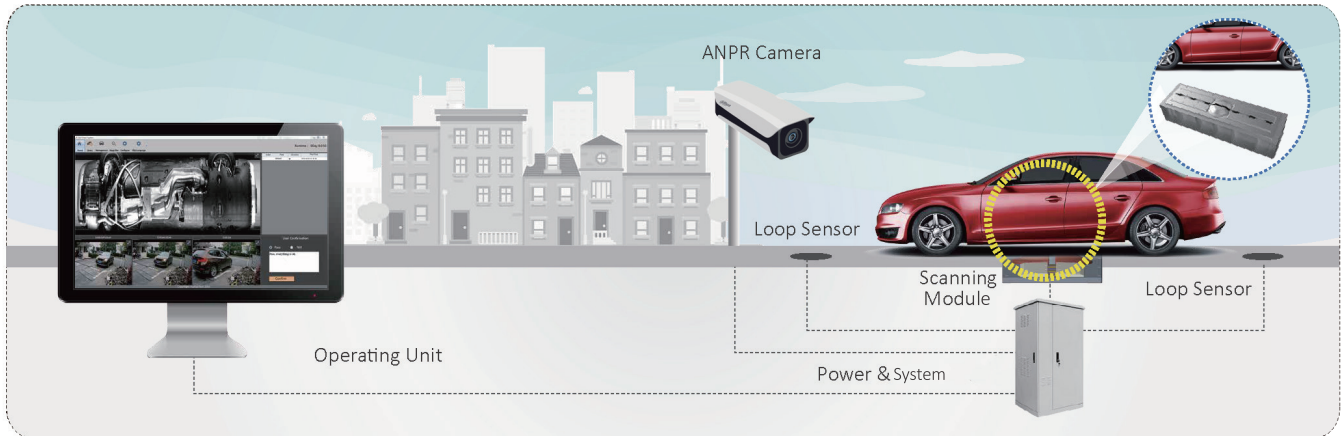 ANPR Camera
Loop Sensor
Scanning
Module
Loop Sensor
Operating Unit
Power & System